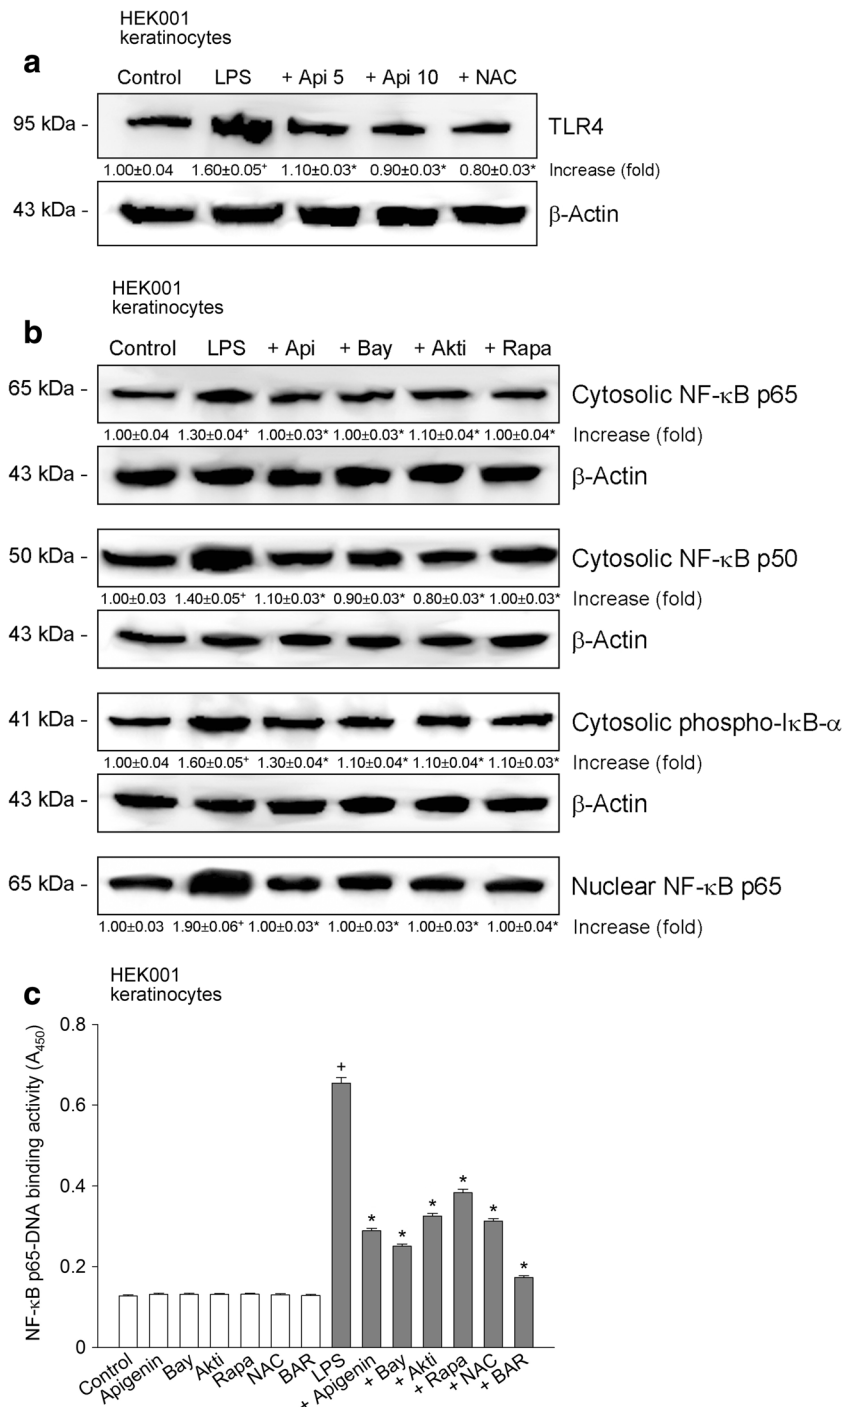 HEK001
keratinocytes
a
Control LPS + Api 5 + Api 10 + NAC
95 kDa - TLR4
1.00±0.04 1.60±0.05+ 1.10±0.03* 0.90±0.03* 0.80±0.03* Increase (fold)
43 kDa - β-Actin
HEK001
keratinocytes
b
Control LPS + Api + Bay + Akti + Rapa
65 kDa - Cytosolic NF-κB p65
1.00±0.04 1.30±0.04+ 1.00±0.03* 1.00±0.03* 1.10±0.04* 1.00±0.04* Increase (fold)
43 kDa - β-Actin
50 kDa - Cytosolic NF-κB p50
1.00±0.03 1.40±0.05+ 1.10±0.03* 0.90±0.03* 0.80±0.03* 1.00±0.03* Increase (fold)
43 kDa - β-Actin
41 kDa - Cytosolic phospho-IκB-α
1.00±0.04 1.60±0.05+ 1.30±0.04* 1.10±0.04* 1.10±0.04* 1.10±0.03* Increase (fold)
43 kDa - β-Actin
65 kDa - Nuclear NF-κB p65
1.00±0.03 1.90±0.06+ 1.00±0.03* 1.00±0.03* 1.00±0.03* 1.00±0.04* Increase (fold)
HEK001
keratinocytes
c
NF-κB p65-DNA binding activity (A450)
0.8
0.6
0.4
0.2
0
+
*
*
*
*
*
*
Control
Apigenin
Bay
Akti
Rapa
NAC
BAR
LPS
+ Apigenin
+ Bay
+ Akti
+ Rapa
+ NAC
+ BAR